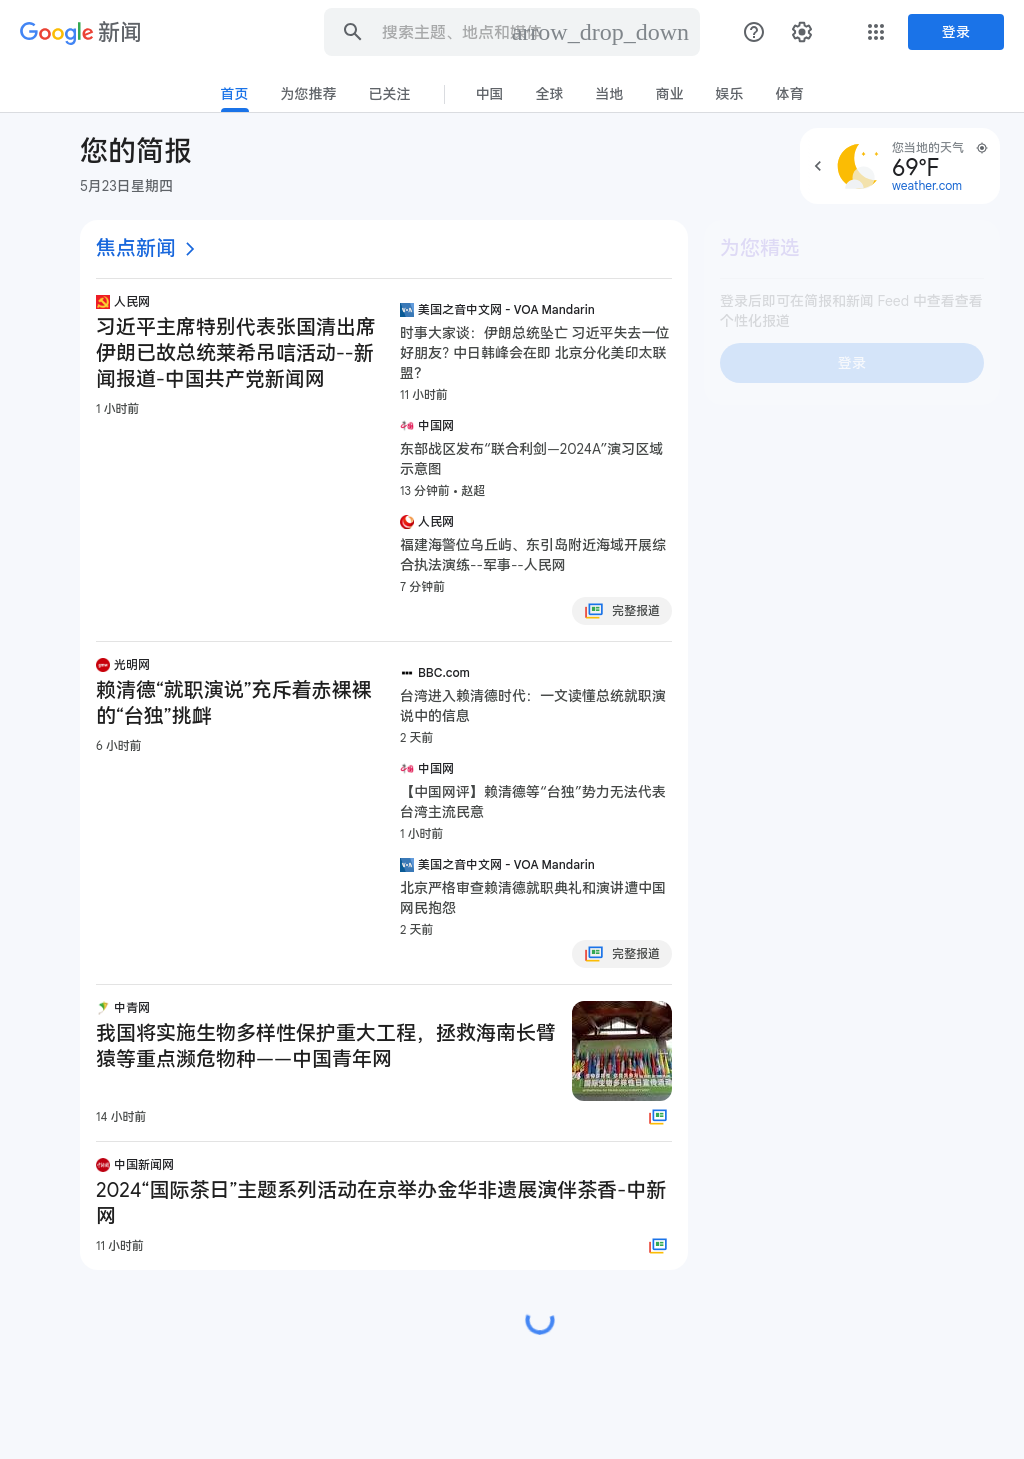 Google 新闻
搜索主题、地点和媒体
arrow_drop_down
登录
首页
为您推荐
已关注
中国
全球
当地
商业
娱乐
体育
您的简报
5月23日星期四
您当地的天气
69°F
weather.com
焦点新闻
人民网
习近平主席特别代表张国清出席
伊朗已故总统莱希吊唁活动--新
闻报道-中国共产党新闻网
1 小时前
美国之音中文网 - VOA Mandarin
时事大家谈：伊朗总统坠亡 习近平失去一位
好朋友? 中日韩峰会在即 北京分化美印太联
盟?
11 小时前
中国网
东部战区发布“联合利剑—2024A”演习区域
示意图
13 分钟前 • 赵超
人民网
福建海警位乌丘屿、东引岛附近海域开展综
合执法演练--军事--人民网
7 分钟前
完整报道
光明网
赖清德“就职演说”充斥着赤裸裸
的“台独”挑衅
6 小时前
BBC.com
台湾进入赖清德时代：一文读懂总统就职演
说中的信息
2 天前
中国网
【中国网评】赖清德等“台独”势力无法代表
台湾主流民意
1 小时前
美国之音中文网 - VOA Mandarin
北京严格审查赖清德就职典礼和演讲遭中国
网民抱怨
2 天前
完整报道
中青网
我国将实施生物多样性保护重大工程，拯救海南长臂
猿等重点濒危物种——中国青年网
14 小时前
国际生物多样性日宣传活动
中国新闻网
2024“国际茶日”主题系列活动在京举办金华非遗展演伴茶香-中新
网
11 小时前
为您精选
登录后即可在简报和新闻 Feed 中查看查看
个性化报道
登录